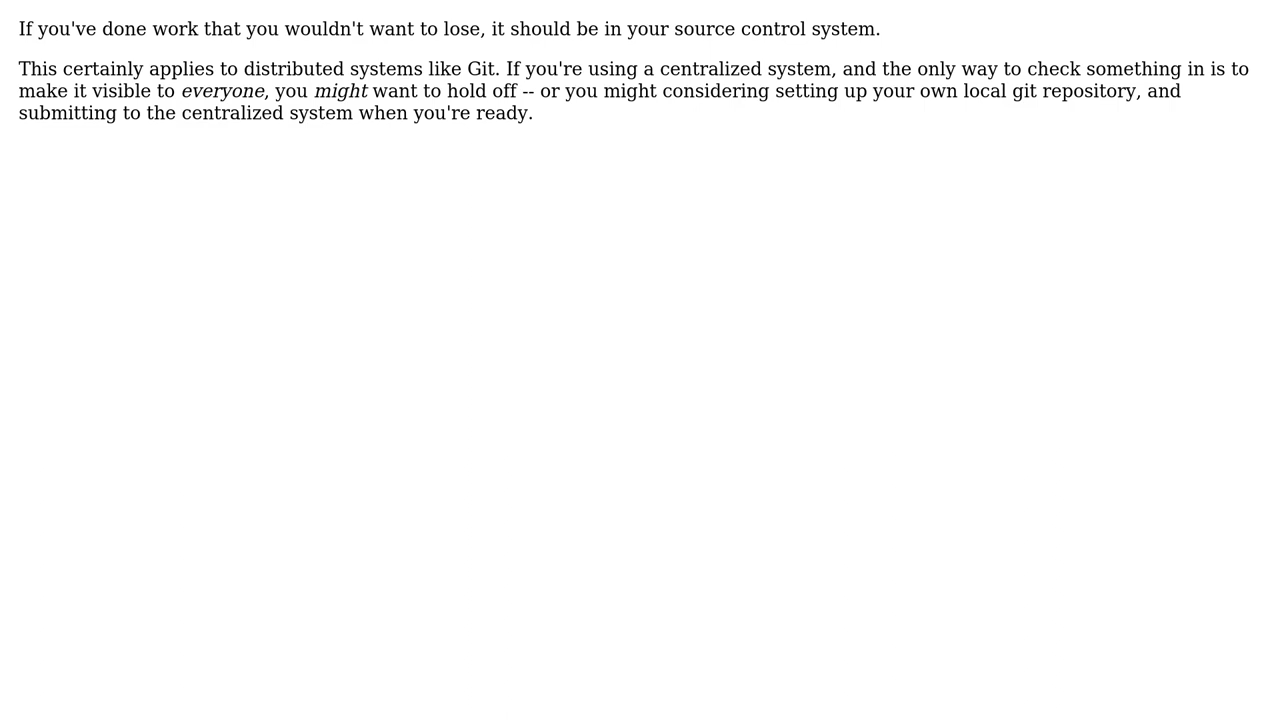 If you've done work that you wouldn't want to lose, it should be in your source control system.
This certainly applies to distributed systems like Git. If you're using a centralized system, and the only way to check something in is to
make it visible to everyone, you might want to hold off -- or you might considering setting up your own local git repository, and
submitting to the centralized system when you're ready.